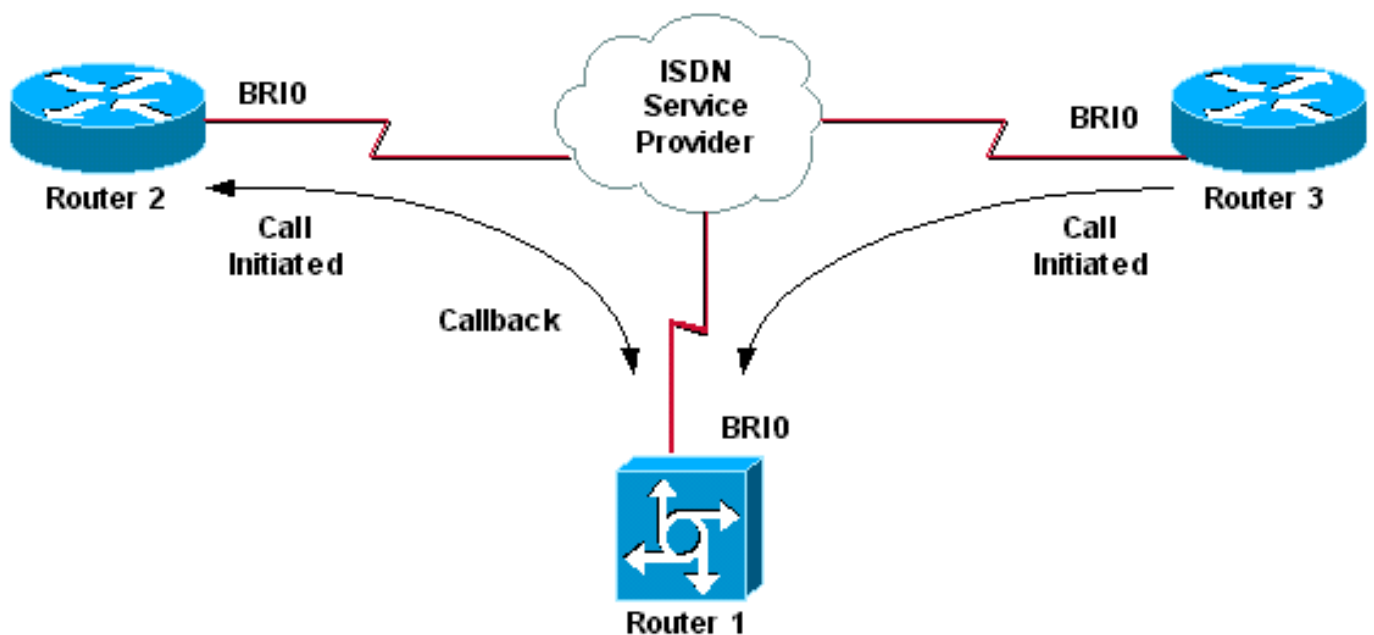 ISDN
Service
Provider
BRI0
BRI0
Router 2
Router 3
Call
Initiated
Call
Initiated
Callback
BRI0
Router 1